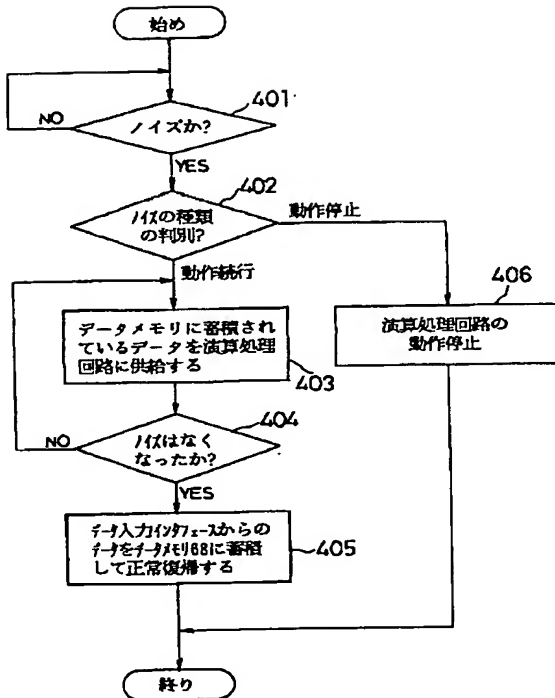 始め
401
ノイズか?
NO
YES
402
ノイズの種類
の判別?
動作停止
動作続行
406
演算処理回路の
動作停止
データメモリに蓄積され
ているデータを演算処理
回路に供給する
403
404
ノイズはなく
なったか?
NO
YES
データ入力インタフェースからの
データをデータメモリ68に蓄積
して正常復帰する
405
終り